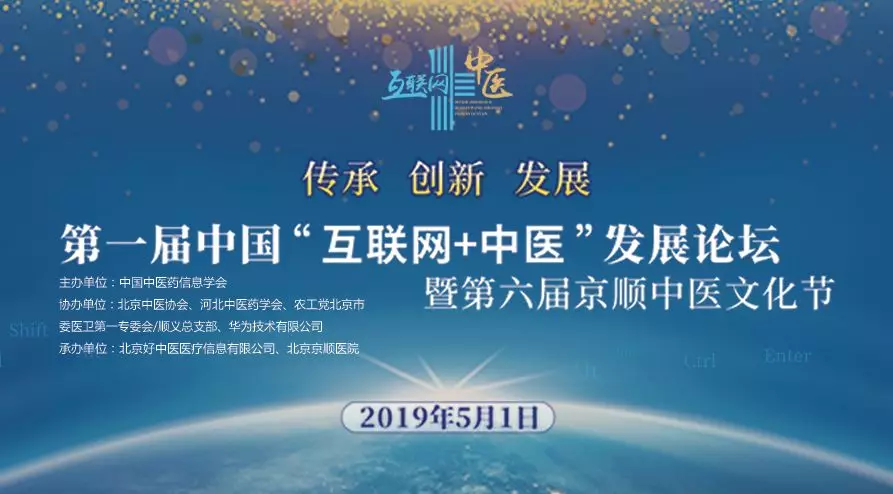 互联网 中医
传承 创新 发展
第一届中国“互联网+中医”发展论坛
暨第六届京顺中医文化节
主办单位：中国中医药信息学会
协办单位：北京中医协会、河北中医药学会、农工党北京市
委医卫第一专委会/顺义总支部、华为技术有限公司
承办单位：北京好中医医疗信息有限公司、北京京顺医院
Shift
Ctrl
Enter
2019年5月1日